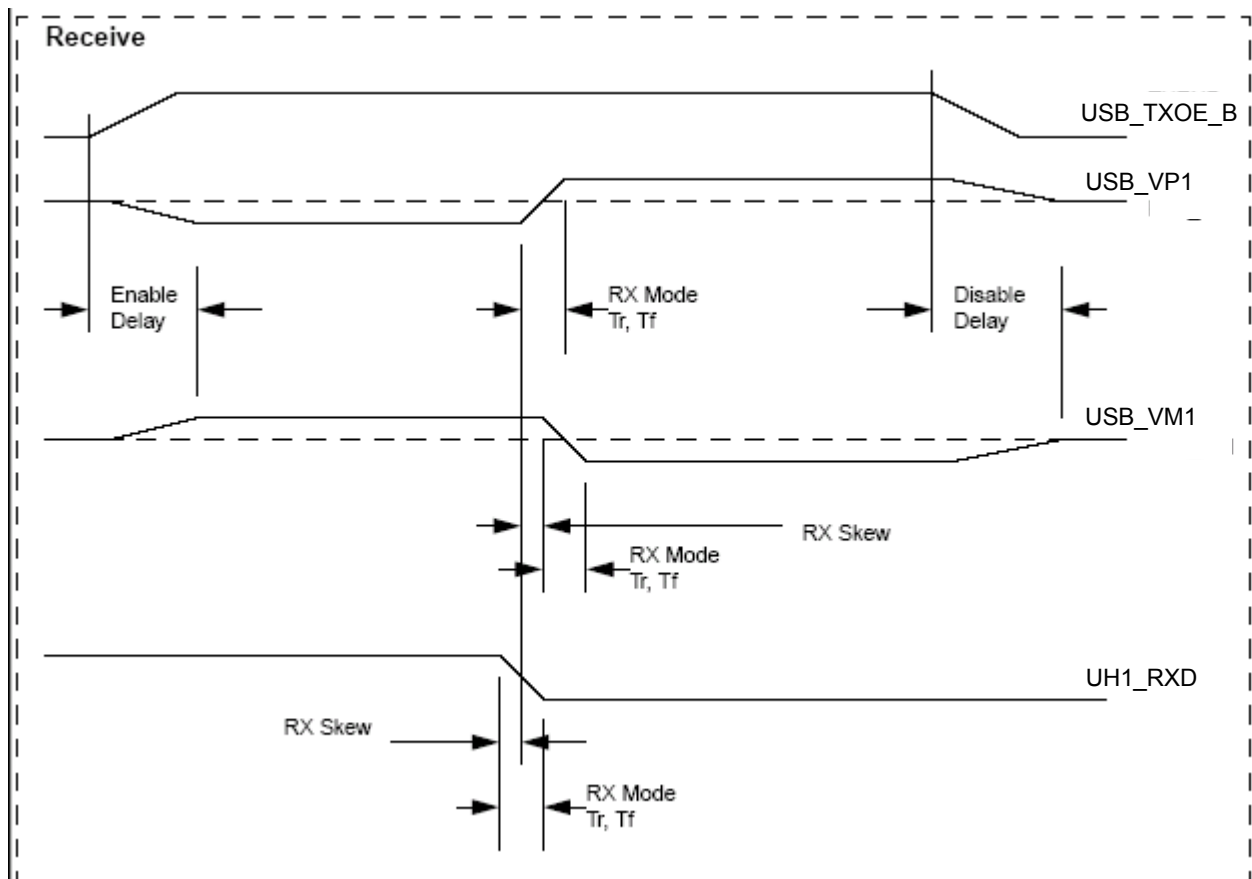 Receive
USB_TXOE_B
USB_VP1
Enable
Delay
RX Mode
Tr, Tf
Disable
Delay
USB_VM1
RX Skew
RX Mode
Tr, Tf
UH1_RXD
RX Skew
RX Mode
Tr, Tf